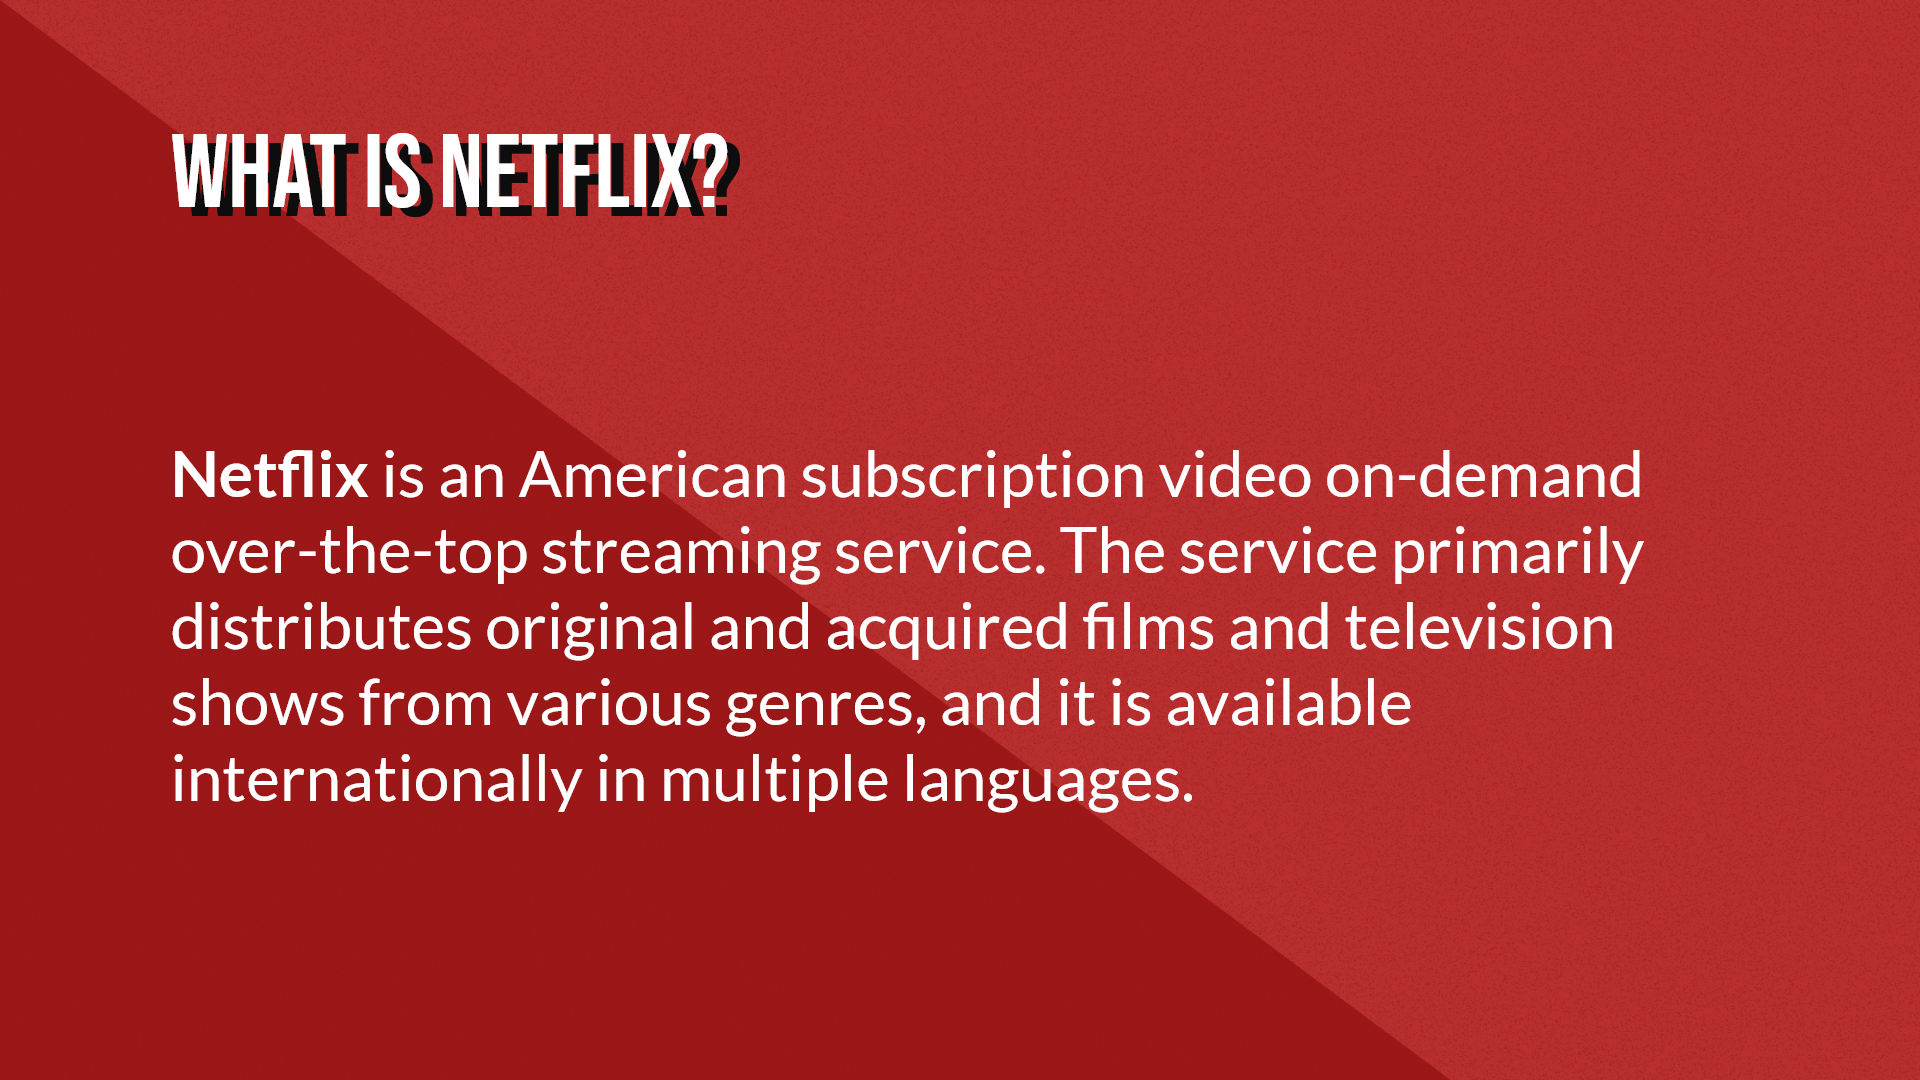 WHAT IS NETFLIX?
Netflix is an American subscription video on-demand
over-the-top streaming service. The service primarily
distributes original and acquired films and television
shows from various genres, and it is available
internationally in multiple languages.